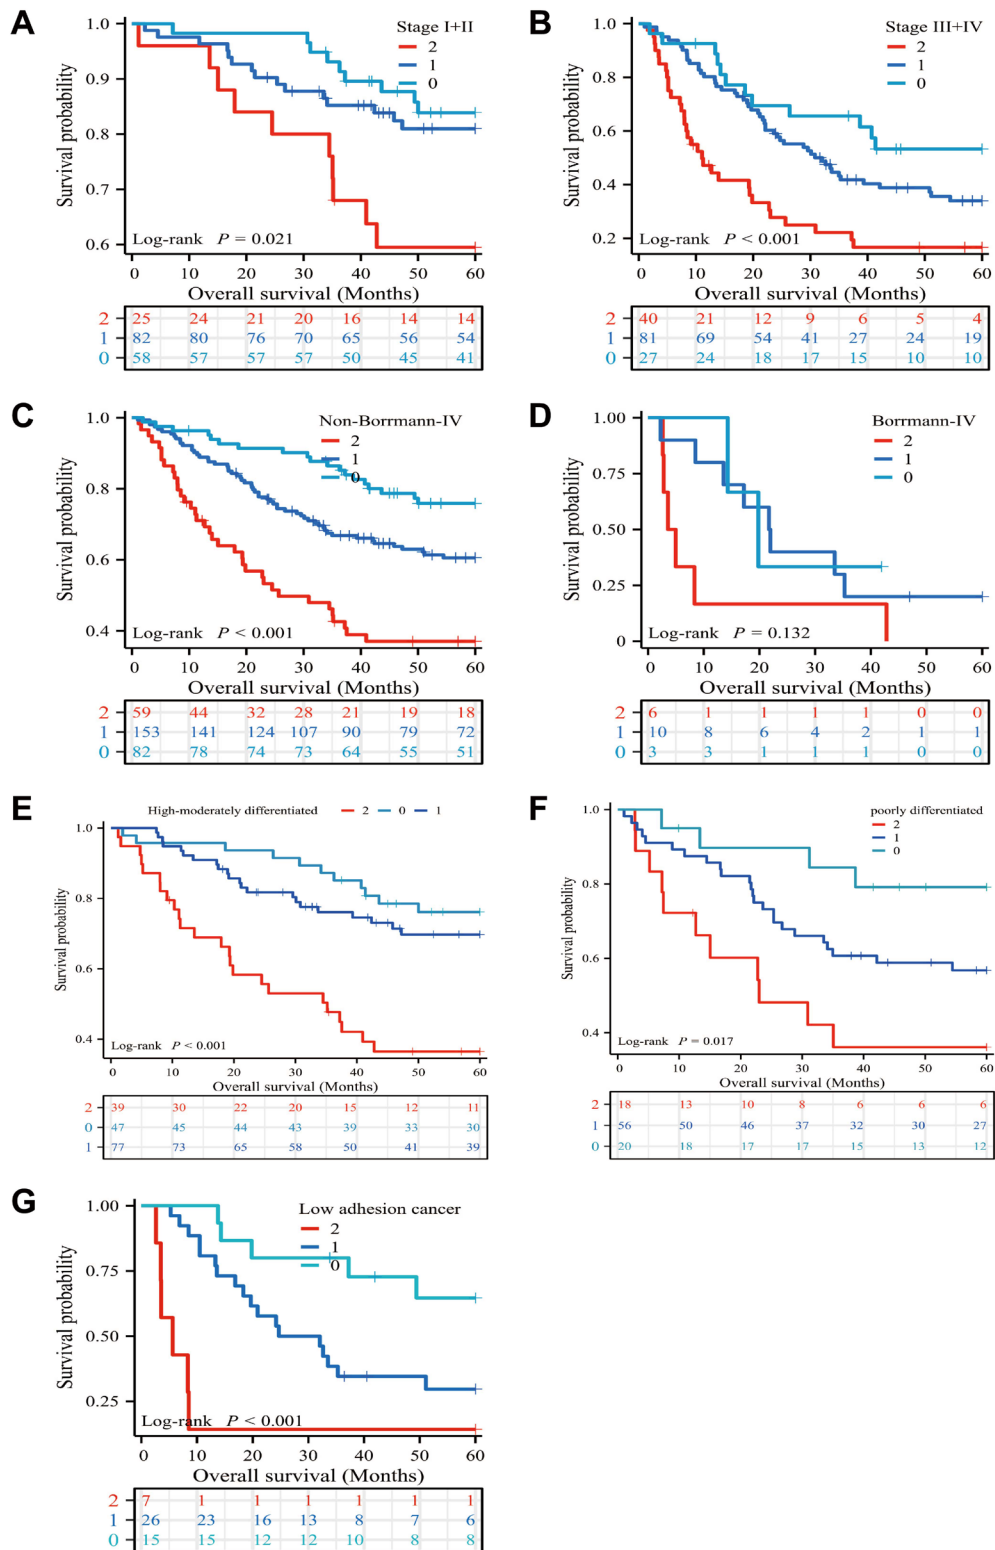 A
Stage I+II
2
1
0
1.0
0.9
0.8
0.7
0.6
Survival probability
Log-rank P = 0.021
0 10 20 30 40 50 60
Overall survival (Months)
2 25 24 21 20 16 14 14
1 82 80 76 70 65 56 54
0 58 57 57 57 50 45 41
B
Stage III+IV
2
1
0
1.0
0.8
0.6
0.4
0.2
Survival probability
Log-rank P < 0.001
0 10 20 30 40 50 60
Overall survival (Months)
2 40 21 12 9 6 5 4
1 81 69 54 41 27 24 19
0 27 24 18 17 15 10 10
C
Non-Borrmann-IV
2
1
0
1.0
0.8
0.6
0.4
Survival probability
Log-rank P < 0.001
0 10 20 30 40 50 60
Overall survival (Months)
2 59 44 32 28 21 19 18
1 153 141 124 107 90 79 72
0 82 78 74 73 64 55 51
D
Bormann-IV
2
1
0
1.00
0.75
0.50
0.25
0
Survival probability
Log-rank P = 0.132
0 10 20 30 40 50 60
Overall survival (Months)
2 6 1 1 1 1 0 0
1 10 8 6 4 2 1 1
0 3 3 1 1 1 0 0
E
High-moderately differentiated 2 0 1
1.0
0.8
0.6
0.4
Survival probability
Log-rank P < 0.001
0 10 20 30 40 50 60
Overall survival (Months)
2 39 30 22 20 15 12 11
0 47 45 44 43 39 33 30
1 77 73 65 58 50 41 39
F
poorly differentiated
2
1
0
1.0
0.8
0.6
0.4
Survival probability
Log-rank P = 0.017
0 10 20 30 40 50 60
Overall survival (Months)
2 18 13 10 8 6 6 6
1 56 50 46 37 32 30 27
0 20 18 17 17 15 13 12
G
Low adhesion cancer
2
1
0
1.00
0.75
0.50
0.25
Survival probability
Log-rank P < 0.001
0 10 20 30 40 50 60
Overall survival (Months)
2 7 1 1 1 1 1 1
1 26 23 16 13 8 7 6
0 15 15 12 12 10 8 8